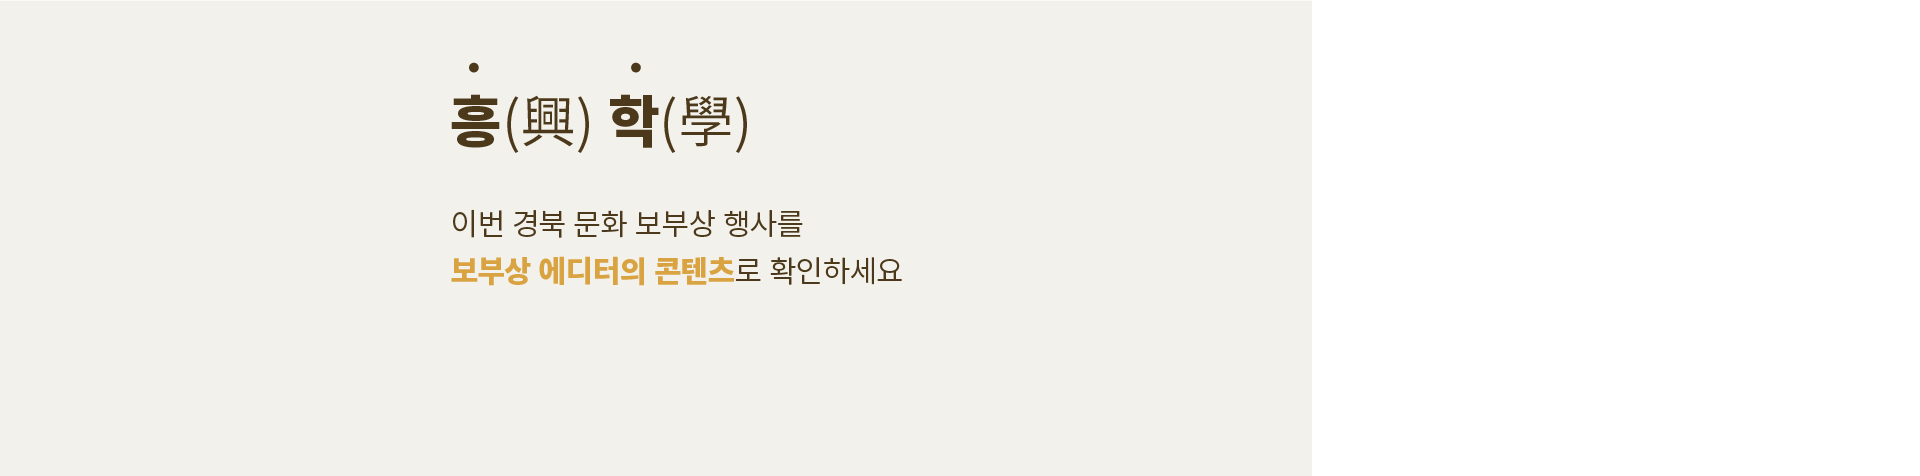 흥(興) 학(學)
이번 경북 문화 보부상 행사를
보부상 에디터의 콘텐츠로 확인하세요